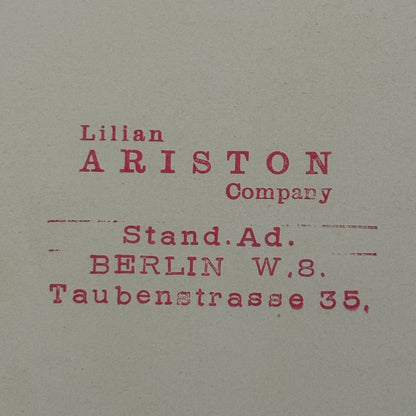 Lilian
ARISTON
Company
Stand.Ad.
BERLIN W.8.
Taubenstrasse 35.